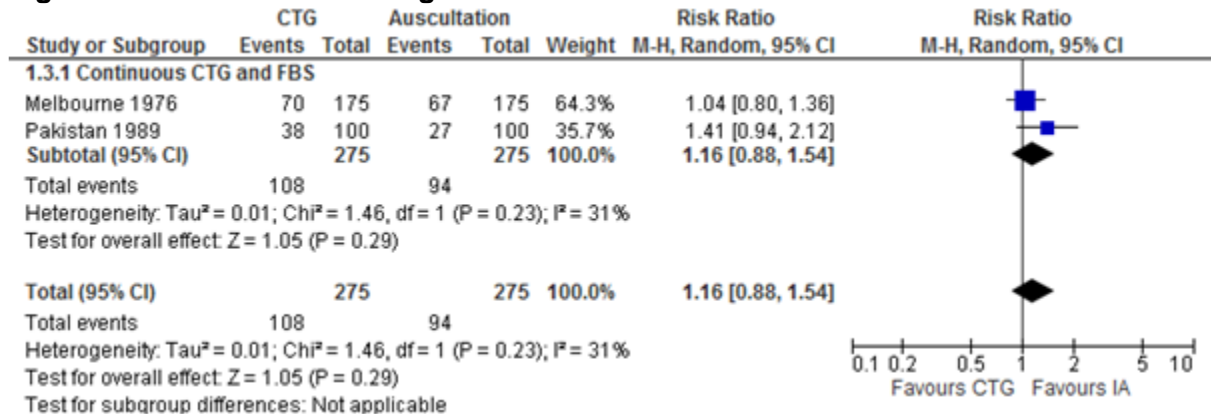 CTG Auscultation Risk Ratio Risk Ratio
Study or Subgroup Events Total Events Total Weight M-H, Random, 95% CI M-H, Random, 95% CI
1.3.1 Continuous CTG and FBS
Melbourne 1976 70 175 67 175 64.3% 1.04 [0.80, 1.36]
Pakistan 1989 38 100 27 100 35.7% 1.41 [0.94, 2.12]
Subtotal (95% CI) 275 275 100.0% 1.16 [0.88, 1.54]
Total events 108 94
Heterogeneity: Tau² = 0.01; Chi² = 1.46, df = 1 (P = 0.23); I² = 31%
Test for overall effect: Z = 1.05 (P = 0.29)
Total (95% CI) 275 275 100.0% 1.16 [0.88, 1.54]
Total events 108 94
Heterogeneity: Tau² = 0.01; Chi² = 1.46, df = 1 (P = 0.23); I² = 31%
Test for overall effect: Z = 1.05 (P = 0.29)
Test for subgroup differences: Not applicable
0.1 0.2 0.5 1 2 5 10
Favours CTG Favours IA